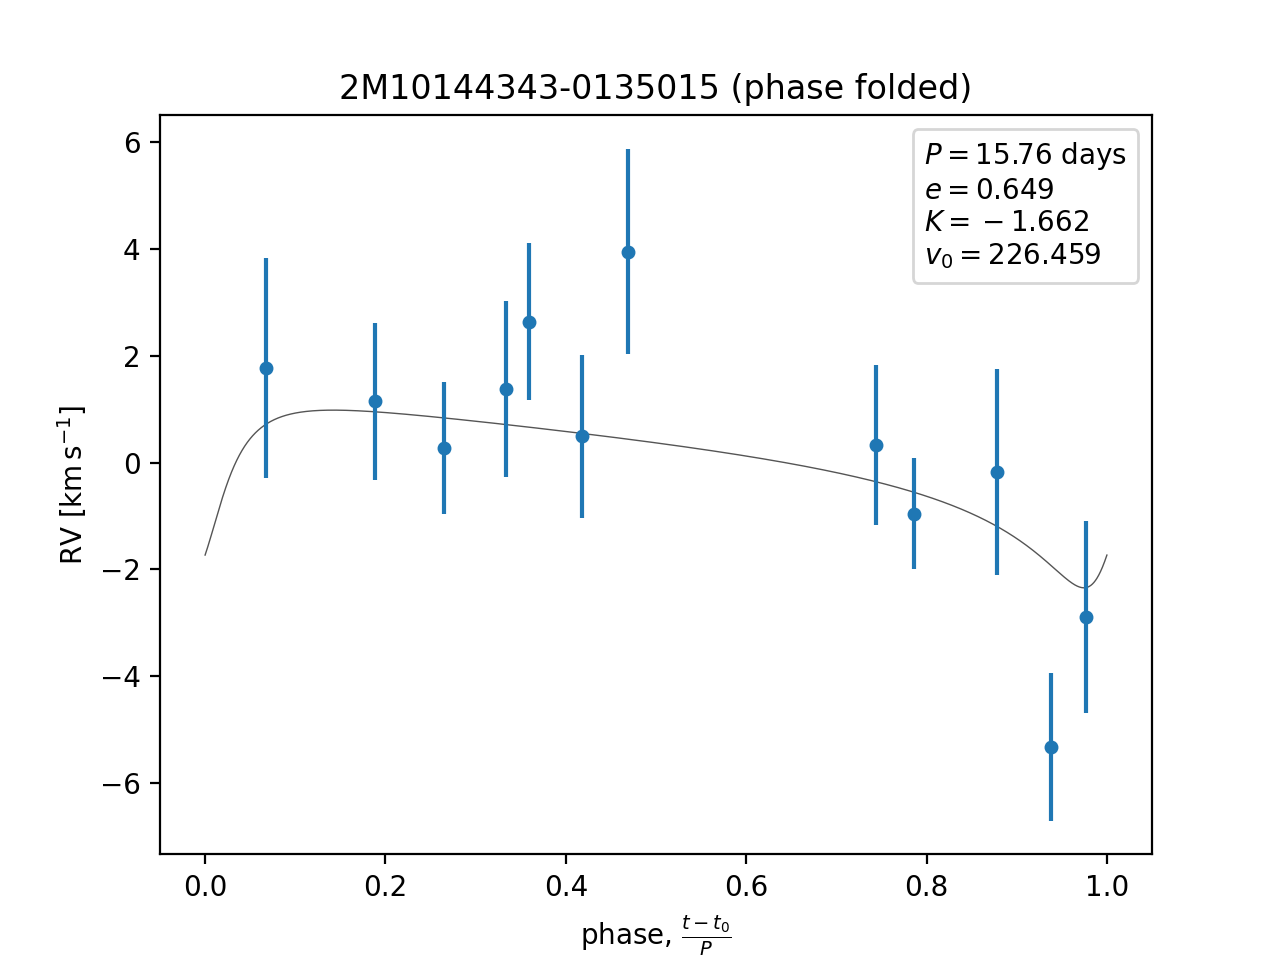 2M10144343-0135015 (phase folded)
P = 15.76 days
e = 0.649
K = −1.662
v₀ = 226.459
6
4
2
0
−2
−4
−6
RV [km s⁻¹]
0.0 0.2 0.4 0.6 0.8 1.0
phase, (t − t₀)/P